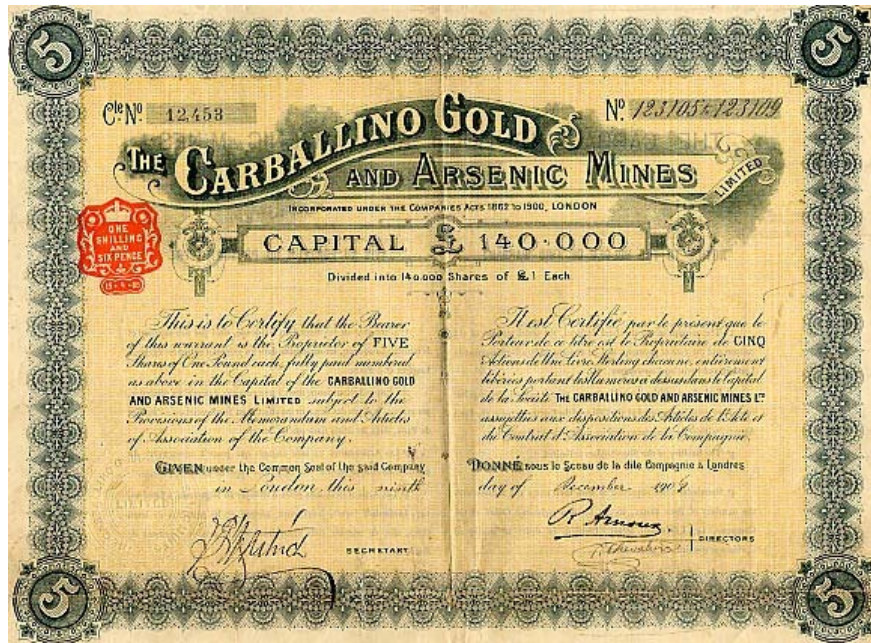 5
5
Cte No 12,453
No. 123105 to 123109
THE CARBALLINO GOLD
AND ARSENIC MINES
LIMITED
INCORPORATED UNDER THE COMPANIES ACTS 1862 TO 1900, LONDON
CAPITAL £ 140.000
Divided into 140.000 Shares of £1 Each
ONE
SHILLING
AND
SIX PENCE
This is to Certify that the Bearer
of this warrant is the Proprietor of FIVE
Shares of One Pound each, fully paid numbered
as above in the Capital of the CARBALLINO GOLD
AND ARSENIC MINES LIMITED subject to the
Provisions of the Memorandum and Articles
of Association of the Company.
GIVEN under the Common Seal of the said Company
in London, this ninth
SECRETARY
Il est Certifié par le présent que le
Porteur de ce titre est le Propriétaire de CINQ
Actions de Une Livre Sterling chacune, entièrement
libérées portant les Numeros a dessus dans le Capital
de la Société THE CARBALLINO GOLD AND ARSENIC MINES LTD
assujetties aux dispositions des Articles de l'Acte et
du Contrat d'Association de la Compagnie.
DONNÉ sous le Sceau de la dite Compagnie à Londres
day of December 190
R. Arnoux
DIRECTORS
5
5